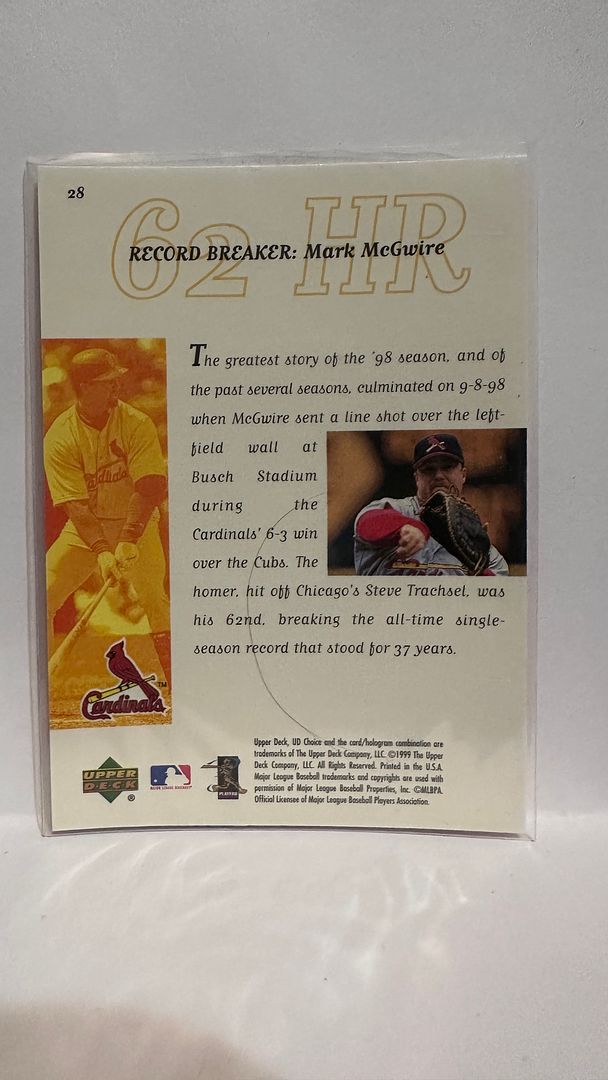 28
62 HR
RECORD BREAKER: Mark McGwire
The greatest story of the '98 season, and of
the past several seasons, culminated on 9-8-98
when McGwire sent a line shot over the left-
field wall at
Busch Stadium
during the
Cardinals' 6-3 win
over the Cubs. The
homer, hit off Chicago's Steve Trachsel, was
his 62nd, breaking the all-time single-
season record that stood for 37 years.
Cardinals
Cardinals TM
Upper Deck, UD Choice and the card/hologram combination are
trademarks of The Upper Deck Company, LLC. ©1999 The Upper
Deck Company, LLC. All Rights Reserved. Printed in the U.S.A.
Major League Baseball trademarks and copyrights are used with
permission of Major League Baseball Properties, Inc. ©MLBPA.
Official Licensee of Major League Baseball Players Association.
UPPER
DECK ®
MAJOR LEAGUE BASEBALL
PLAYERS